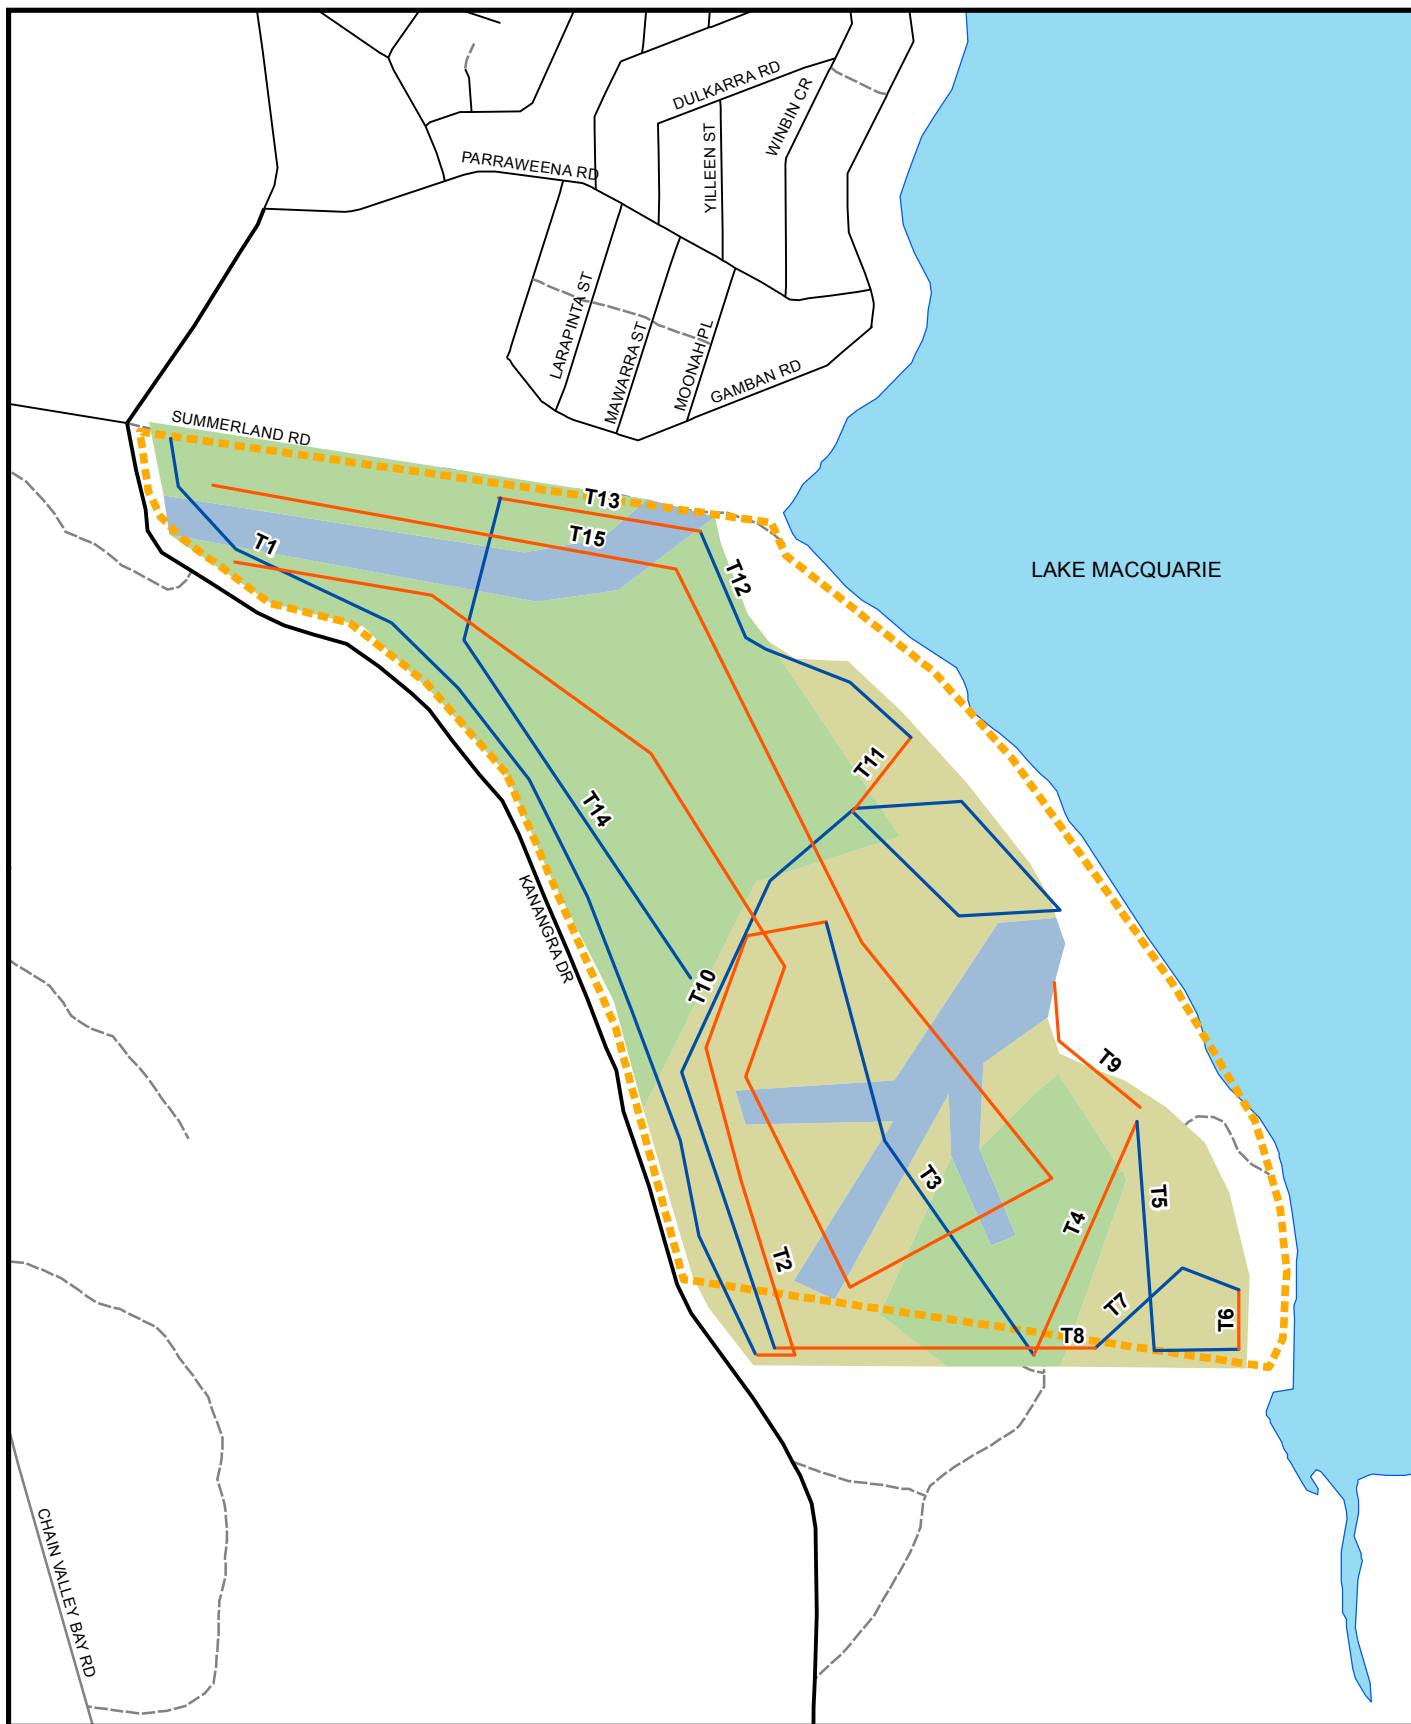 DULKARRA RD
WINBIN CR
YILLEEN ST
PARRAWEENA RD
LARAPINTA ST
MAWARRA ST
MOONAH PL
GAMBAN RD
SUMMERLAND RD
T13
T15
T1
T12
LAKE MACQUARIE
T11
T14
KANANGRA DR
T10
T9
T3
T5
T4
T2
T7
T6
T8
CHAIN VALLEY BAY RD